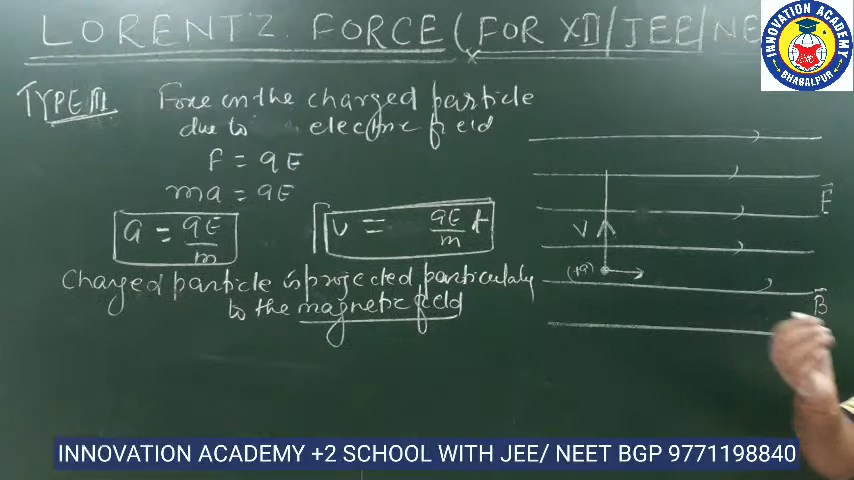 LORENTZ FORCE (FOR XII/JEE/NE
INNOVATION ACADEMY
BHAGALPUR
TYPE III Force on the charged particle
due to electric field
F = qE
ma = qE
a = qE/m
v = qE/m t
Charged particle is projected particularly
to the magnetic field
E
V
(+q)
B
INNOVATION ACADEMY +2 SCHOOL WITH JEE/ NEET BGP 9771198840